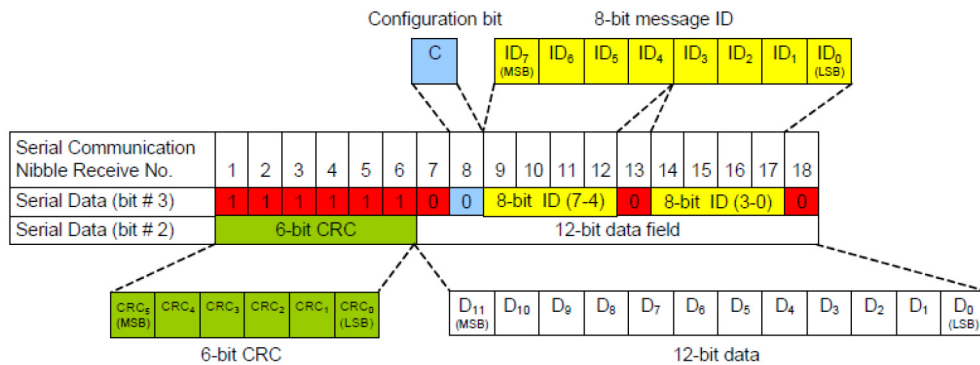 Configuration bit 8-bit message ID
C ID7 (MSB) ID6 ID5 ID4 ID3 ID2 ID1 ID0 (LSB)
Serial Communication
Nibble Receive No. 1 2 3 4 5 6 7 8 9 10 11 12 13 14 15 16 17 18
Serial Data (bit # 3) 1 1 1 1 1 1 0 0 8-bit ID (7-4) 0 8-bit ID (3-0) 0
Serial Data (bit # 2) 6-bit CRC 12-bit data field
CRC5 (MSB) CRC4 CRC3 CRC2 CRC1 CRC0 (LSB) D11 (MSB) D10 D9 D8 D7 D6 D5 D4 D3 D2 D1 D0 (LSB)
6-bit CRC 12-bit data